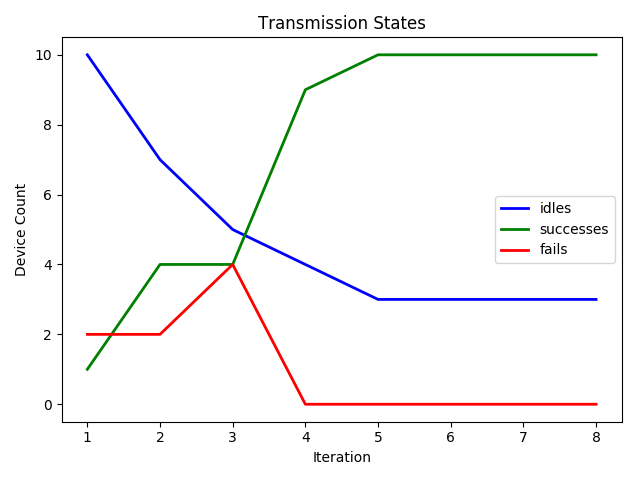 Transmission States
Device Count
10
8
6
4
2
0
idles
successes
fails
1 2 3 4 5 6 7 8
Iteration